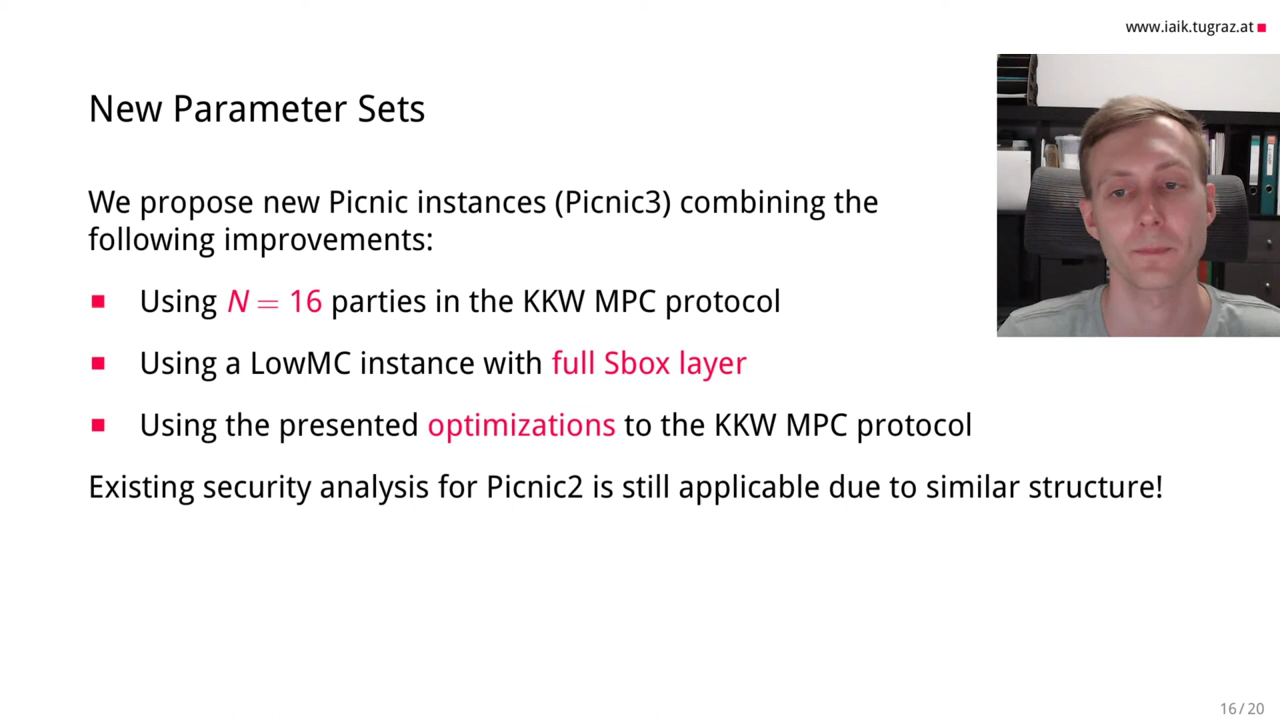 www.iaik.tugraz.at
New Parameter Sets
We propose new Picnic instances (Picnic3) combining the
following improvements:
Using N = 16 parties in the KKW MPC protocol
Using a LowMC instance with full Sbox layer
Using the presented optimizations to the KKW MPC protocol
Existing security analysis for Picnic2 is still applicable due to similar structure!
16 / 20